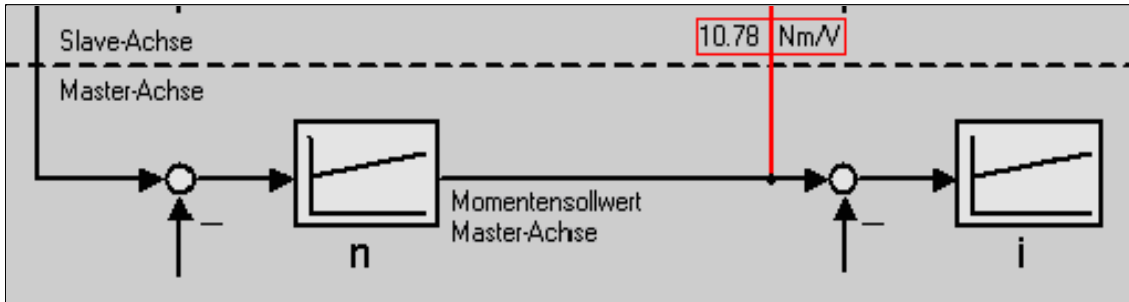 Slave-Achse
10.78 Nm/V
Master-Achse
Momentensollwert
Master-Achse
n
i